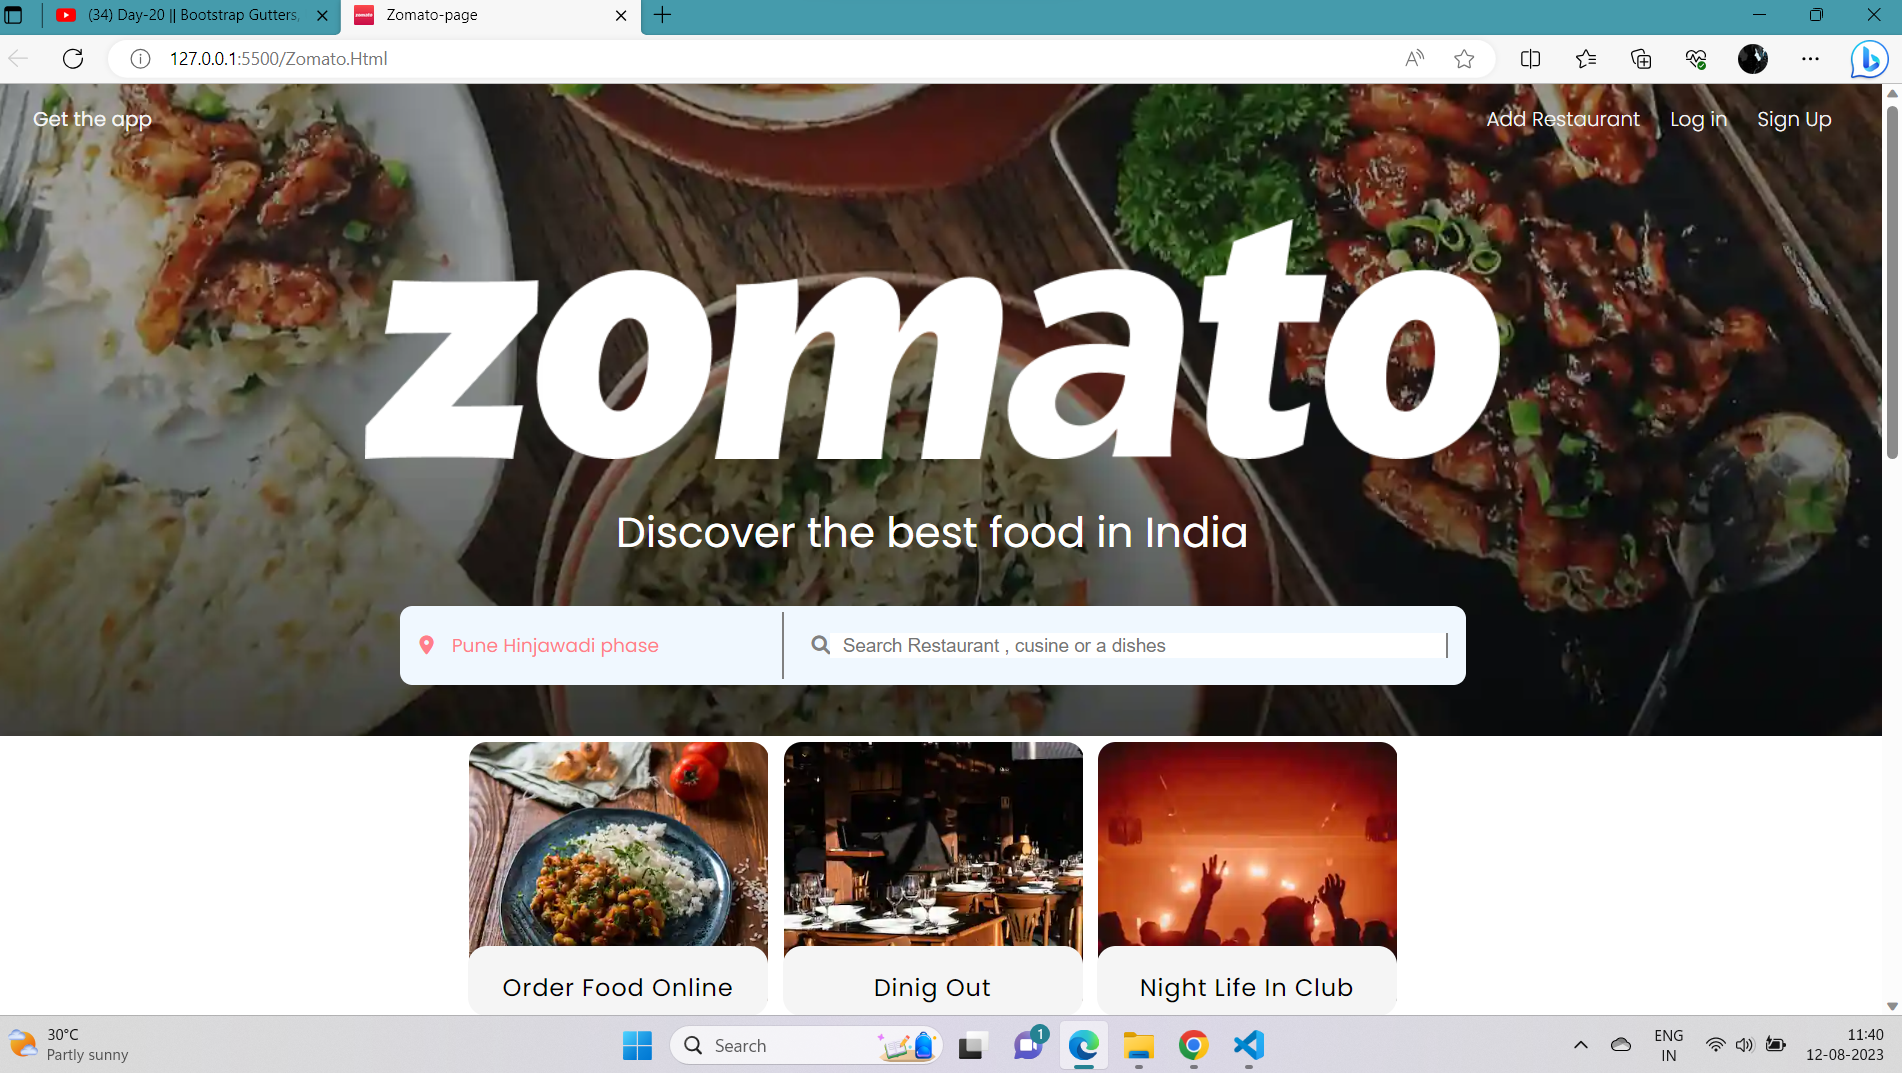 (34) Day-20 || Bootstrap Gutters,
zomato
Zomato-page
127.0.0.1:5500/Zomato.Html
Get the app
Add Restaurant
Log in
Sign Up
zomato
Discover the best food in India
Pune Hinjawadi phase
Search Restaurant , cusine or a dishes
Order Food Online
Dinig Out
Night Life In Club
30°C
Partly sunny
Search
1
ENG
IN
11:40
12-08-2023